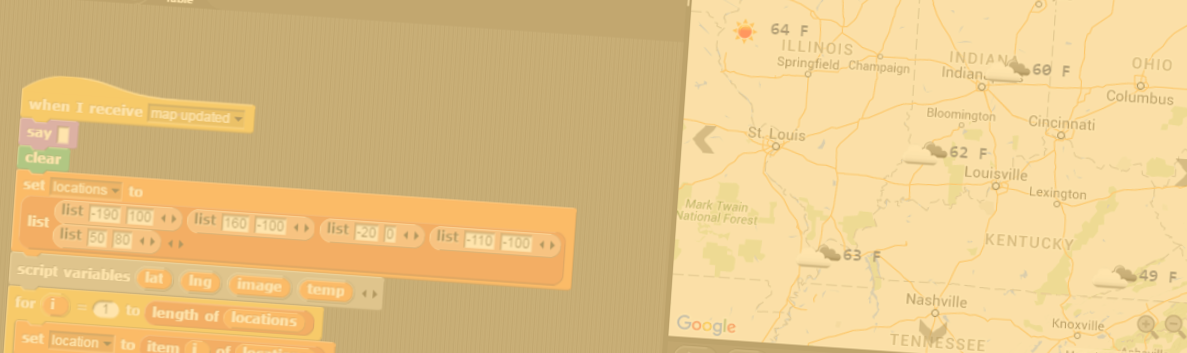 when I receive map updated
say
clear
set locations to
list list -190 100 list 160 -100 list -20 0 list -110 -100
list 50 80
script variables lat lng image temp
for i = 1 to length of locations
set location to item i of
64 F
ILLINOIS
Springfield
Champaign
INDIANA
60 F
OHIO
Columbus
Bloomington
Cincinnati
St. Louis
62 F
Louisville
Lexington
Mark Twain
National Forest
KENTUCKY
63 F
49 F
Nashville
Knoxville
Google
TENNESSEE